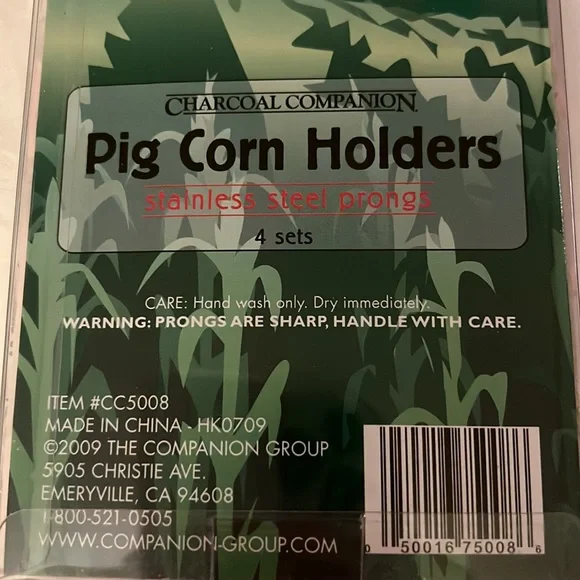 CHARCOAL COMPANION
Pig Corn Holders
stainless steel prongs
4 sets
CARE: Hand wash only. Dry immediately.
WARNING: PRONGS ARE SHARP, HANDLE WITH CARE.
ITEM #CC5008
MADE IN CHINA - HK0709
©2009 THE COMPANION GROUP
5905 CHRISTIE AVE.
EMERYVILLE, CA 94608
1-800-521-0505
WWW.COMPANION-GROUP.COM
0 50016 75008 6